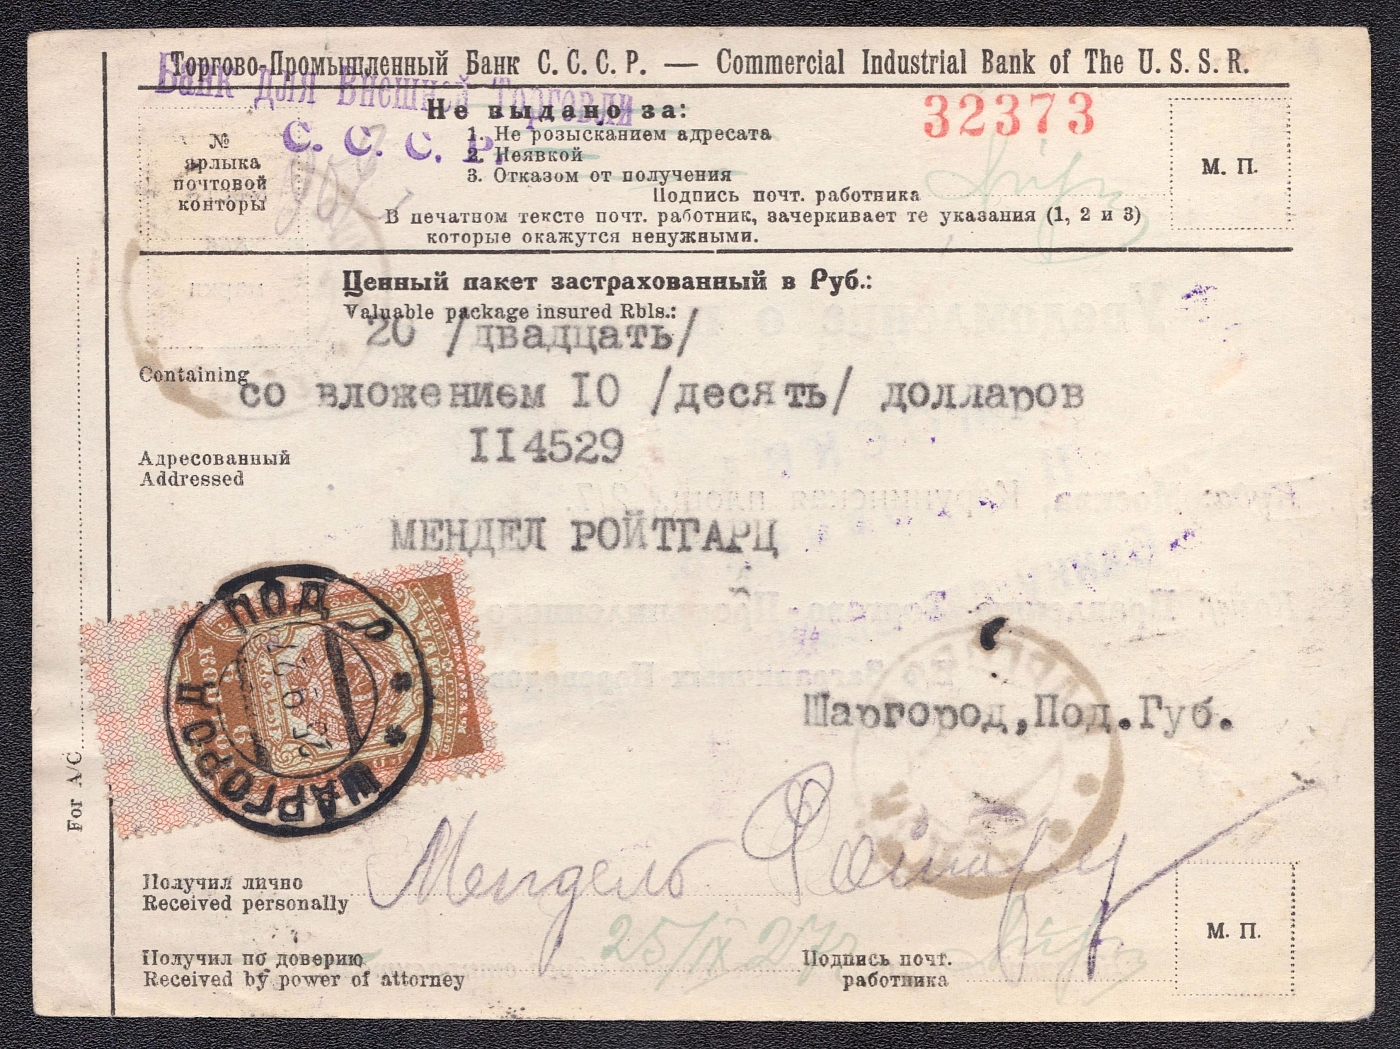 Торгово-Промышленный Банк С. С. С. Р. — Commercial Industrial Bank of The U. S. S. R.
Банк для Внешней Торговли
С. С. С. Р.
32373
№
ярлыка
почтовой
конторы
Не выдано за:
1. Не розысканием адресата
2. Неявкой
3. Отказом от получения
Подпись почт. работника
М. П.
В печатном тексте почт. работник, зачеркивает те указания (1, 2 и 3)
которые окажутся ненужными.
Ценный пакет застрахованный в Руб.:
Valuable package insured Rbls.:
20 /двадцать/
Containing
со вложением 10 /десять/ долларов
II4529
Адресованный
Addressed
МЕНДЕЛ РОЙТГАРЦ
ШАРГОРОД ПОД
Шаргород, Под. Губ.
For A/C
Получил лично
Received personally
Мендель Ройтгарц
25/IX 27
Получил по доверию
Received by power of attorney
Подпись почт.
работника
М. П.